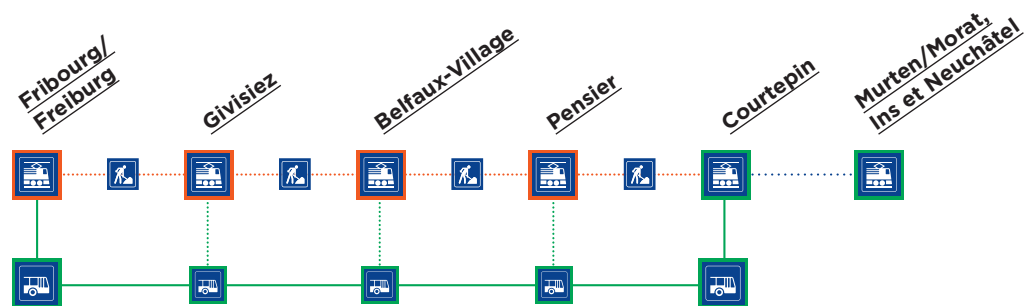 Fribourg/
Freiburg
Givisiez
Belfaux-Village
Pensier
Courtepin
Murten/Morat,
Ins et Neuchâtel